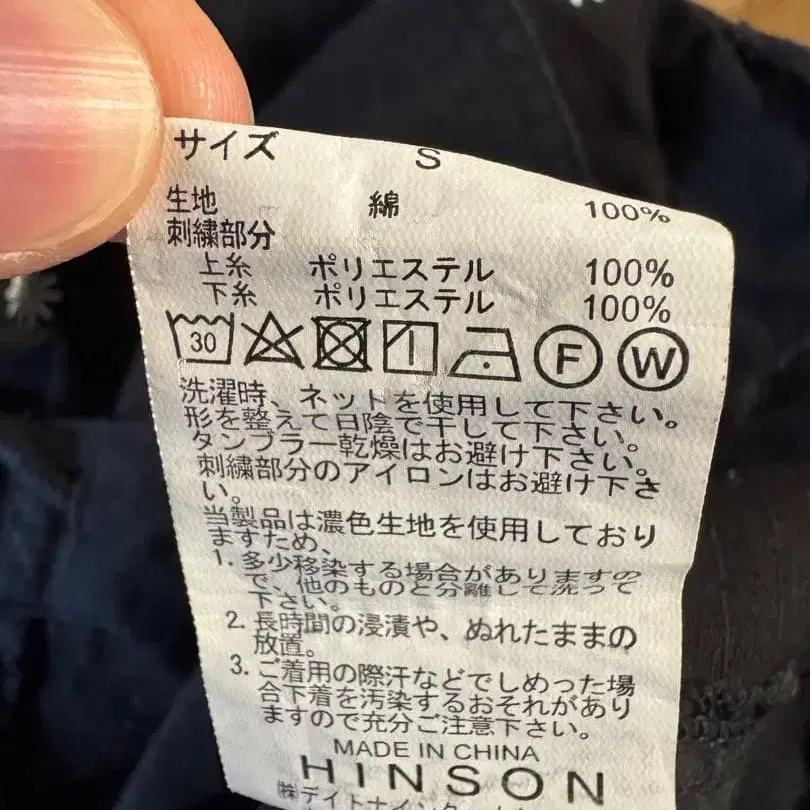 サイズ S
生地 綿 100%
刺繍部分
上糸 ポリエステル 100%
下糸 ポリエステル 100%
30 F W
洗濯時、ネットを使用して下さい。
形を整えて日陰で干して下さい。
タンブラー乾燥はお避け下さい。
刺繍部分のアイロンはお避け下さ
い。
当製品は濃色生地を使用しており
ますため、
1. 多少移染する場合がありますの
で、他のものと分離して洗って
下さい。
2. 長時間の浸漬や、ぬれたままの
放置。
3. ご着用の際汗などでしめった場
合下着を汚染するおそれがあり
ますので充分ご注意下さい。
MADE IN CHINA
HINSON
㈱デイトナインター